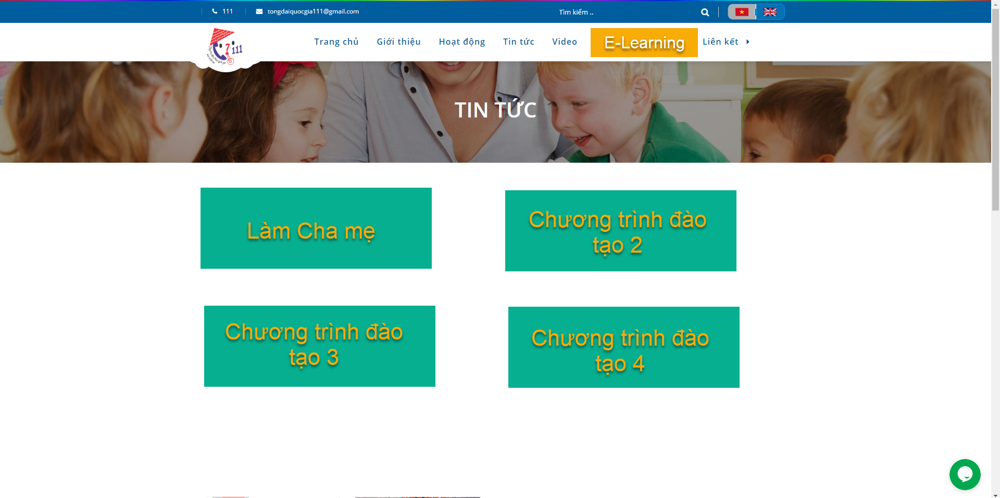 111
tongdaiquocgia111@gmail.com
Tìm kiếm ..
?111
Trang chủ
Giới thiệu
Hoạt động
Tin tức
Video
E-Learning
Liên kết
TIN TỨC
Làm Cha mẹ
Chương trình đào
tạo 2
Chương trình đào
tạo 3
Chương trình đào
tạo 4